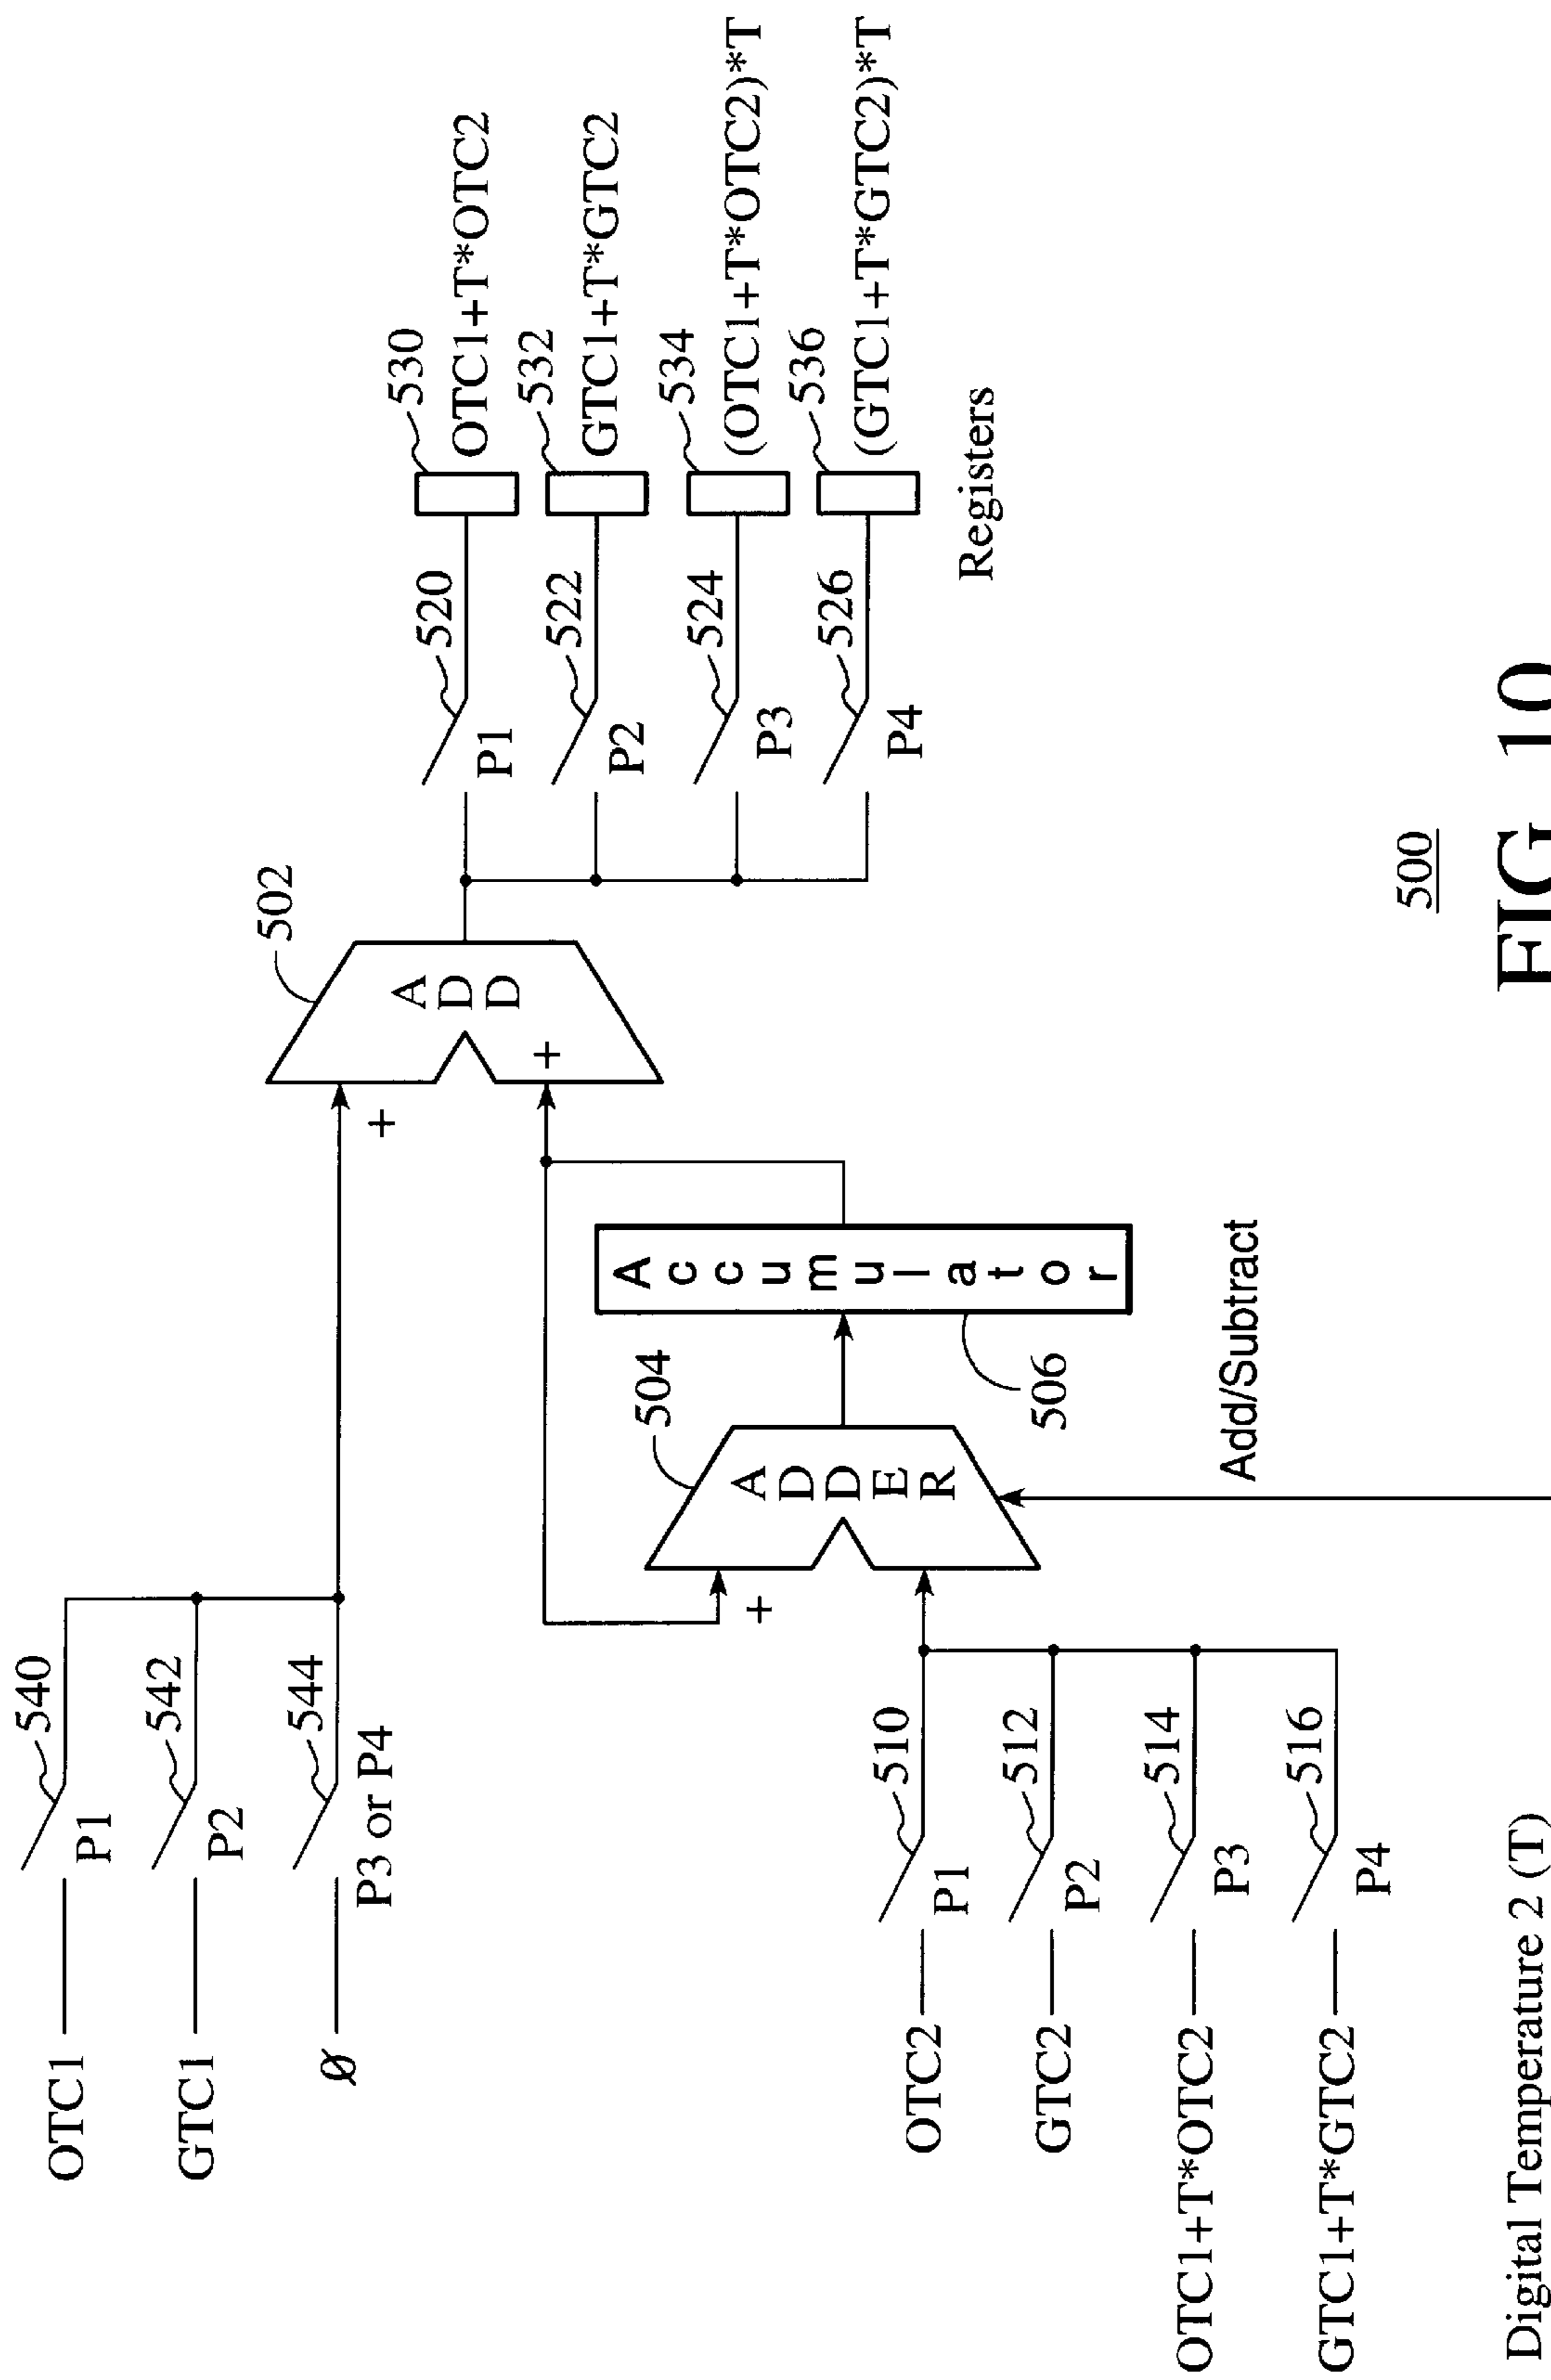 OTC1
P1
540
GTC1
P2
542
Ø
P3 or P4
544
+
502
ADD
+
P1
520
530
OTC1+T*OTC2
P2
522
532
GTC1+T*GTC2
P3
524
534
(OTC1+T*OTC2)*T
P4
526
536
(GTC1+T*GTC2)*T
Registers
OTC2
P1
510
GTC2
P2
512
OTC1+T*OTC2
P3
514
GTC1+T*GTC2
P4
516
+
504
ADDER
Accumulator
506
Add/Subtract
Digital Temperature 2 (T)
500
FIG 10